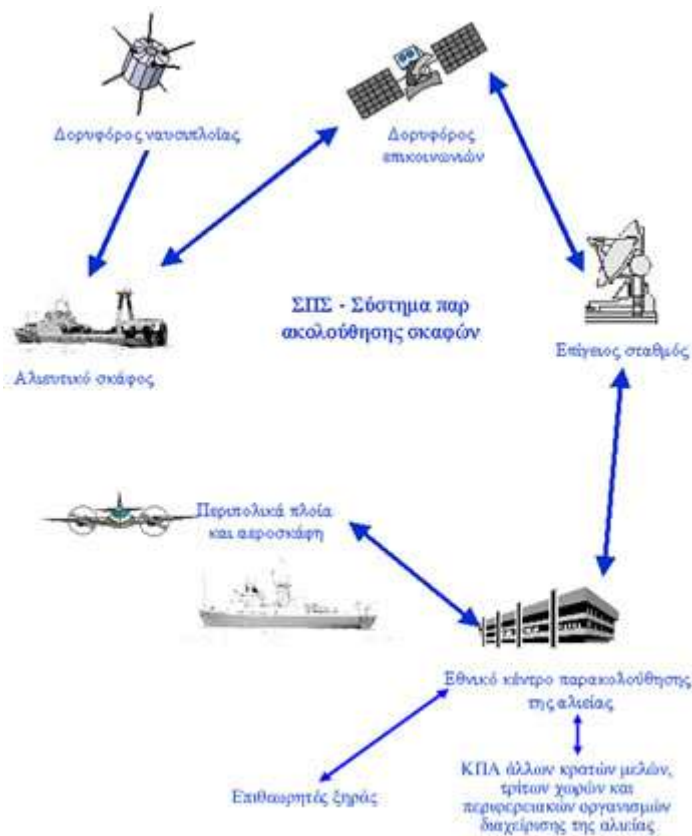 Δορυφόρος ναυσιπλοΐας
Δορυφόρος
επικοινωνιών
ΣΠΣ - Σύστημα παρ
ακολούθησης σκαφών
Επίγειος σταθμός
Αλιευτικό σκάφος
Περιπολικά πλοία
και αεροσκάφη
Εθνικό κέντρο παρακολούθησης
της αλιείας
Επιθεωρητές ξηράς
ΚΠΑ άλλων κρατών μελών,
τρίτων χωρών και
περιφερειακών οργανισμών
διαχείρισης της αλιείας